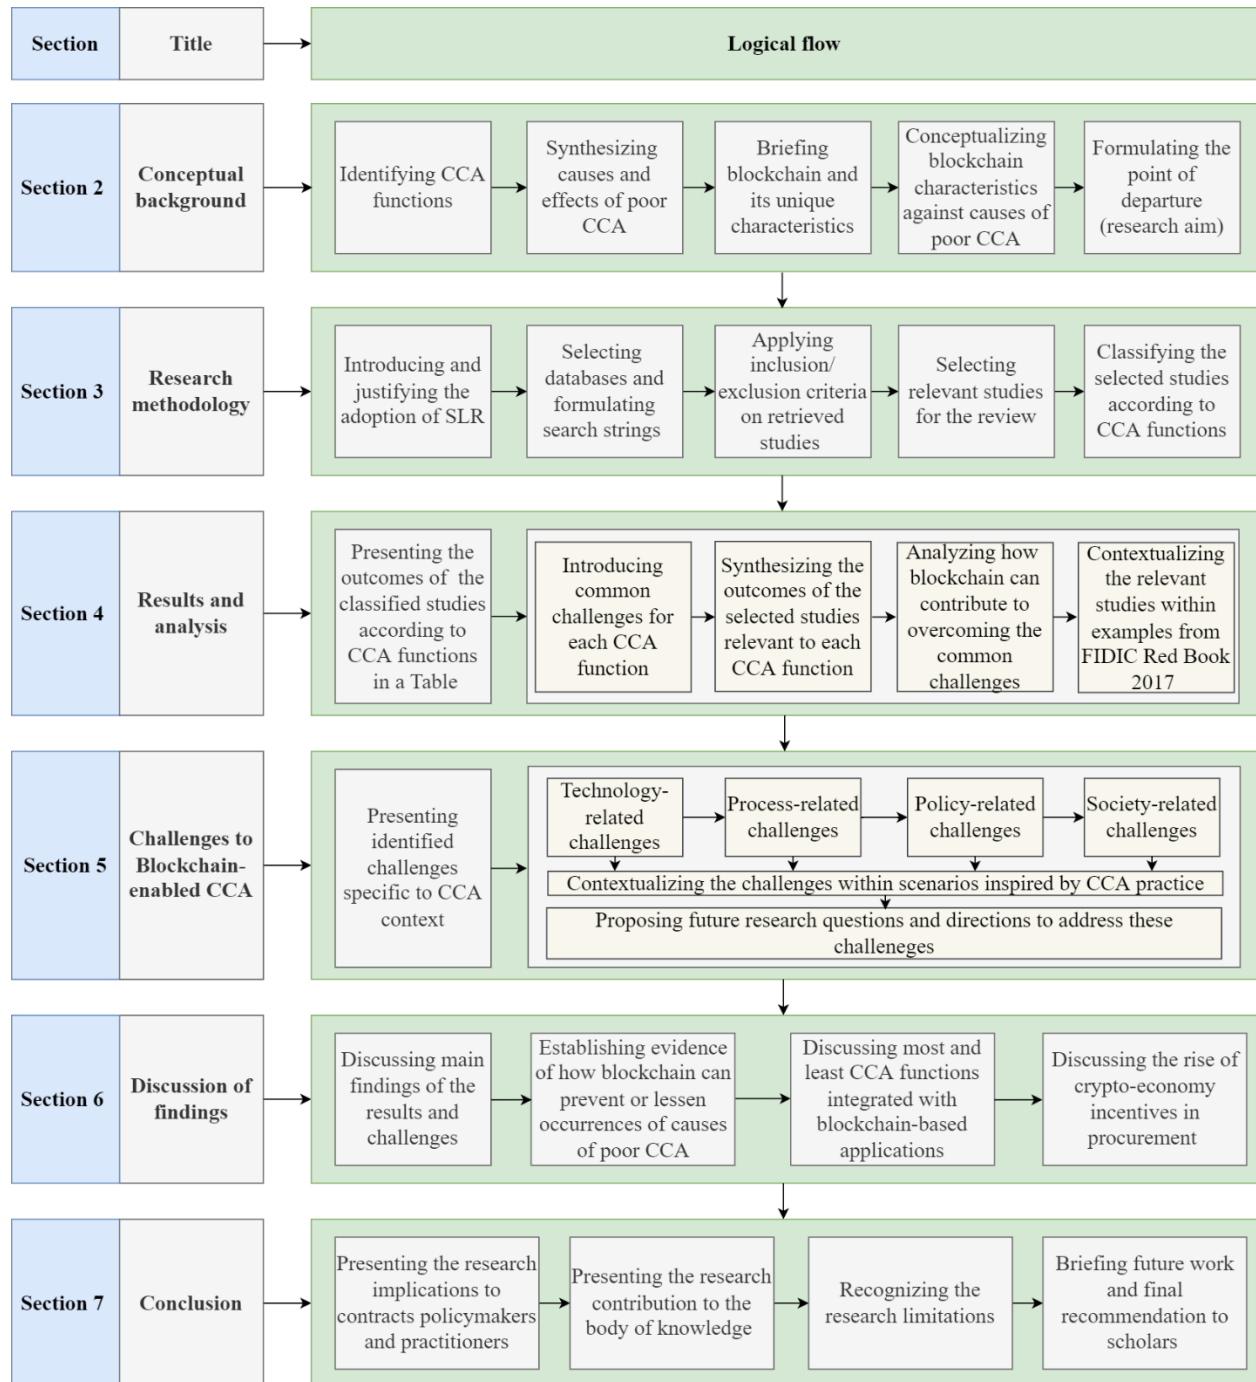 Section
Title
Logical flow
Section 2
Conceptual
background
Identifying CCA
functions
Synthesizing
causes and
effects of poor
CCA
Briefing
blockchain and
its unique
characteristics
Conceptualizing
blockchain
characteristics
against causes of
poor CCA
Formulating the
point of
departure
(research aim)
Section 3
Research
methodology
Introducing and
justifying the
adoption of SLR
Selecting
databases and
formulating
search strings
Applying
inclusion/
exclusion criteria
on retrieved
studies
Selecting
relevant studies
for the review
Classifying the
selected studies
according to
CCA functions
Section 4
Results and
analysis
Presenting the
outcomes of the
classified studies
according to
CCA functions
in a Table
Introducing
common
challenges for
each CCA
function
Synthesizing the
outcomes of the
selected studies
relevant to each
CCA function
Analyzing how
blockchain can
contribute to
overcoming the
common
challenges
Contextualizing
the relevant
studies within
examples from
FIDIC Red Book
2017
Section 5
Challenges to
Blockchain-
enabled CCA
Presenting
identified
challenges
specific to CCA
context
Technology-
related
challenges
Process-related
challenges
Policy-related
challenges
Society-related
challenges
Contextualizing the challenges within scenarios inspired by CCA practice
Proposing future research questions and directions to address these
challeneges
Section 6
Discussion of
findings
Discussing main
findings of the
results and
challenges
Establishing evidence
of how blockchain can
prevent or lessen
occurrences of causes
of poor CCA
Discussing most and
least CCA functions
integrated with
blockchain-based
applications
Discussing the rise of
crypto-economy
incentives in
procurement
Section 7
Conclusion
Presenting the research
implications to
contracts policymakers
and practitioners
Presenting the research
contribution to the
body of knowledge
Recognizing the
research limitations
Briefing future work
and final
recommendation to
scholars